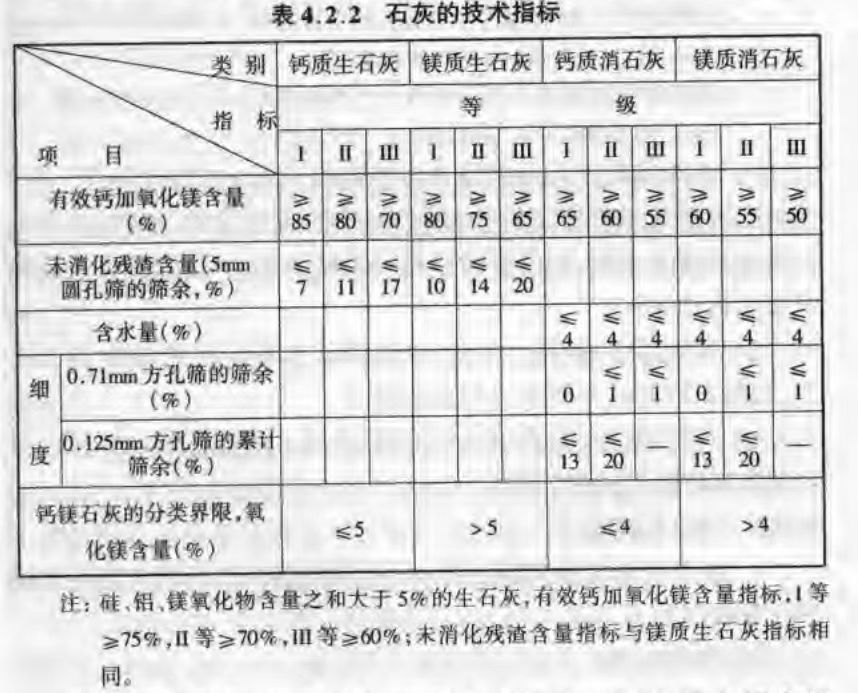 表 4.2.2 石灰的技术指标
类 别 钙质生石灰 镁质生石灰 钙质消石灰 镁质消石灰
指 标 等 级
项 目 I II III I II III I II III I II III
有效钙加氧化镁含量
(%) ≥85 ≥80 ≥70 ≥80 ≥75 ≥65 ≥65 ≥60 ≥55 ≥60 ≥55 ≥50
未消化残渣含量(5mm
圆孔筛的筛余,%) ≤7 ≤11 ≤17 ≤10 ≤14 ≤20
含水量(%) ≤4 ≤4 ≤4 ≤4 ≤4 ≤4
细度
0.71mm 方孔筛的筛余
(%) 0 ≤1 ≤1 0 ≤1 ≤1
0.125mm 方孔筛的累计
筛余(%) ≤13 ≤20 — ≤13 ≤20 —
钙镁石灰的分类界限,氧
化镁含量(%) ≤5 >5 ≤4 >4
注: 硅、铝、镁氧化物含量之和大于 5%的生石灰,有效钙加氧化镁含量指标,I 等
≥75%,II 等≥70%,III 等≥60%;未消化残渣含量指标与镁质生石灰指标相
同。